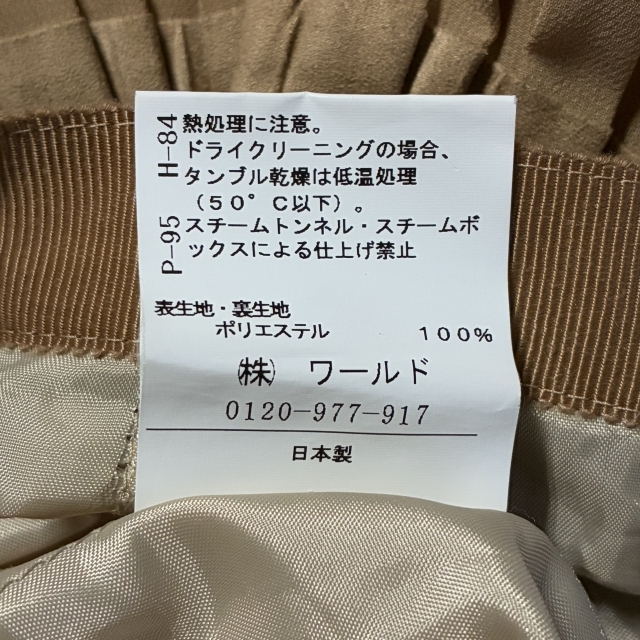 H-84
熱処理に注意。
ドライクリーニングの場合、
タンブル乾燥は低温処理
（50°C以下）。
P-95
スチームトンネル・スチームボ
ックスによる仕上げ禁止
表生地・裏生地
ポリエステル 100%
㈱ ワールド
0120-977-917
日本製